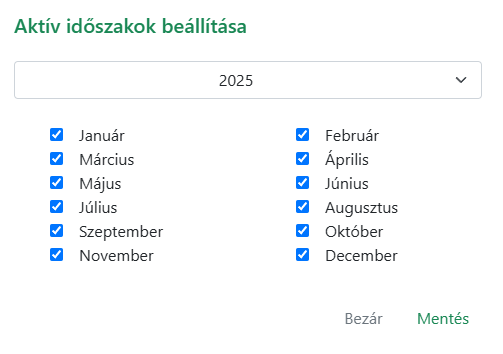 Aktív időszakok beállítása
2025
Január Február
Március Április
Május Június
Július Augusztus
Szeptember Október
November December
Bezár Mentés